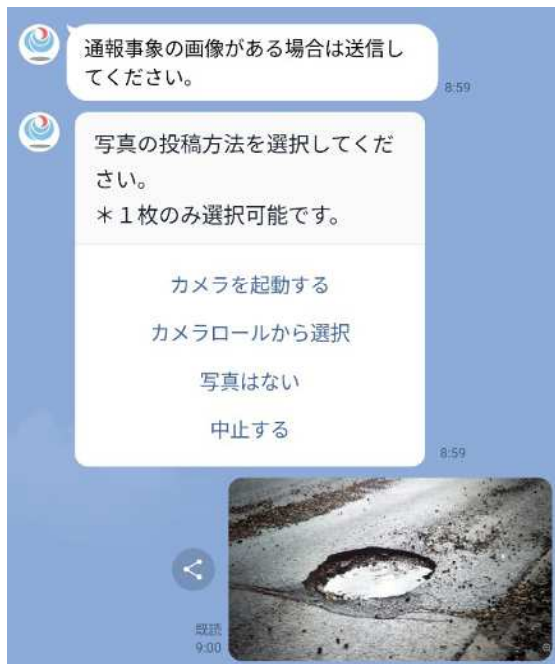 通報事象の画像がある場合は送信し
てください。
8:59
写真の投稿方法を選択してくだ
さい。
＊１枚のみ選択可能です。
カメラを起動する
カメラロールから選択
写真はない
中止する
8:59
既読
9:00